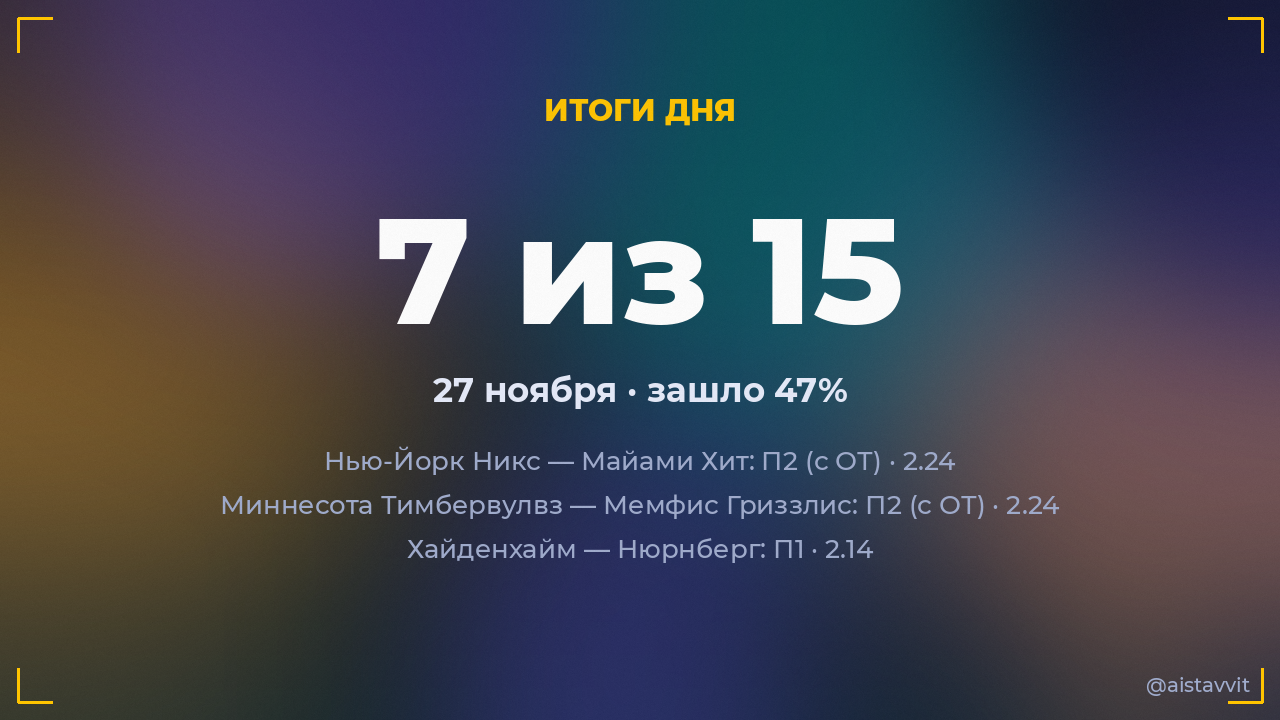 ИТОГИ ДНЯ
7 из 15
27 ноября · зашло 47%
Нью-Йорк Никс — Майами Хит: П2 (с ОТ) · 2.24
Миннесота Тимбервулвз — Мемфис Гриззлис: П2 (с ОТ) · 2.24
Хайденхайм — Нюрнберг: П1 · 2.14
@aistavvit